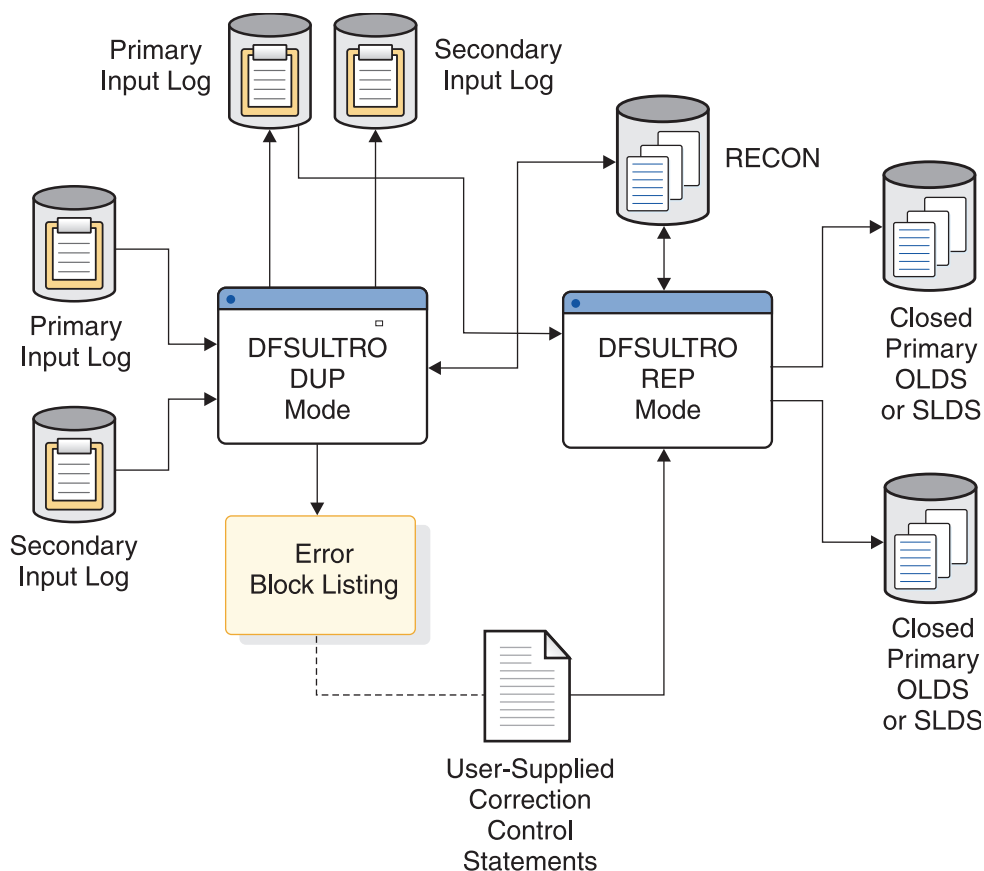 Primary
Input Log
Secondary
Input Log
RECON
Primary
Input Log
DFSULTRO
DUP
Mode
DFSULTRO
REP
Mode
Closed
Primary
OLDS
or SLDS
Secondary
Input Log
Error
Block Listing
Closed
Primary
OLDS
or SLDS
User-Supplied
Correction
Control
Statements